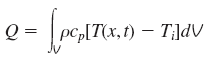 Q = ∫_V ρc_p[T(x, t) − T_i]dV